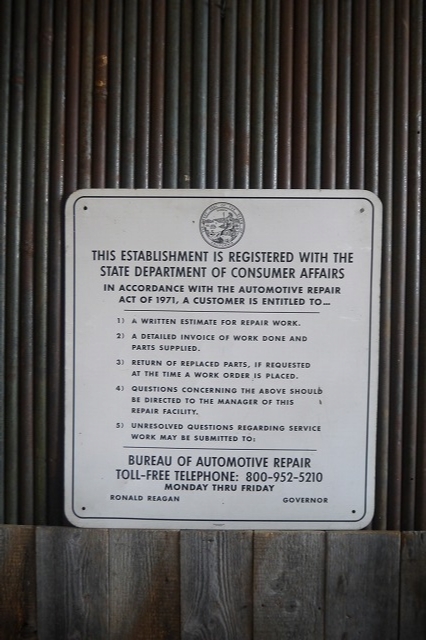 THIS ESTABLISHMENT IS REGISTERED WITH THE
STATE DEPARTMENT OF CONSUMER AFFAIRS
IN ACCORDANCE WITH THE AUTOMOTIVE REPAIR
ACT OF 1971, A CUSTOMER IS ENTITLED TO—
1) A WRITTEN ESTIMATE FOR REPAIR WORK.
2) A DETAILED INVOICE OF WORK DONE AND
PARTS SUPPLIED.
3) RETURN OF REPLACED PARTS, IF REQUESTED
AT THE TIME A WORK ORDER IS PLACED.
4) QUESTIONS CONCERNING THE ABOVE SHOULD
BE DIRECTED TO THE MANAGER OF THIS
REPAIR FACILITY.
5) UNRESOLVED QUESTIONS REGARDING SERVICE
WORK MAY BE SUBMITTED TO:
BUREAU OF AUTOMOTIVE REPAIR
TOLL-FREE TELEPHONE: 800-952-5210
MONDAY THRU FRIDAY
RONALD REAGAN GOVERNOR